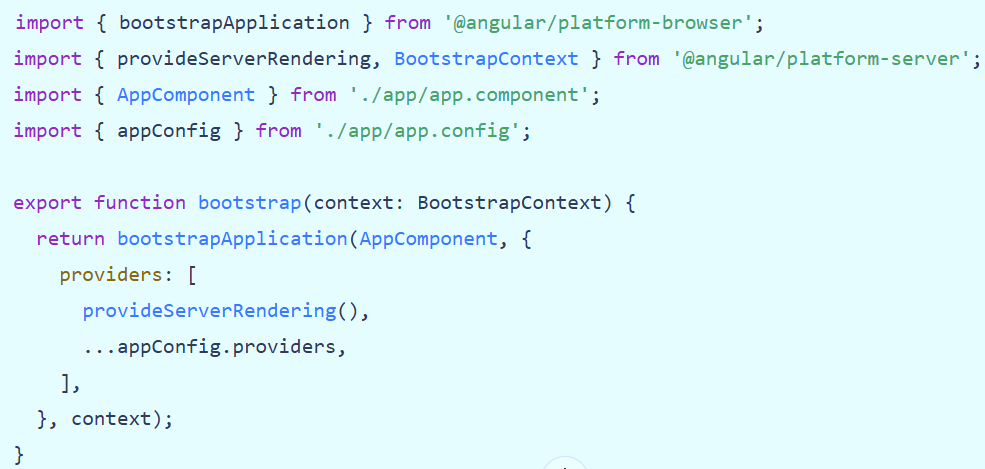 import { bootstrapApplication } from '@angular/platform-browser';
import { provideServerRendering, BootstrapContext } from '@angular/platform-server';
import { AppComponent } from './app/app.component';
import { appConfig } from './app/app.config';

export function bootstrap(context: BootstrapContext) {
  return bootstrapApplication(AppComponent, {
    providers: [
      provideServerRendering(),
      ...appConfig.providers,
    ],
  }, context);
}